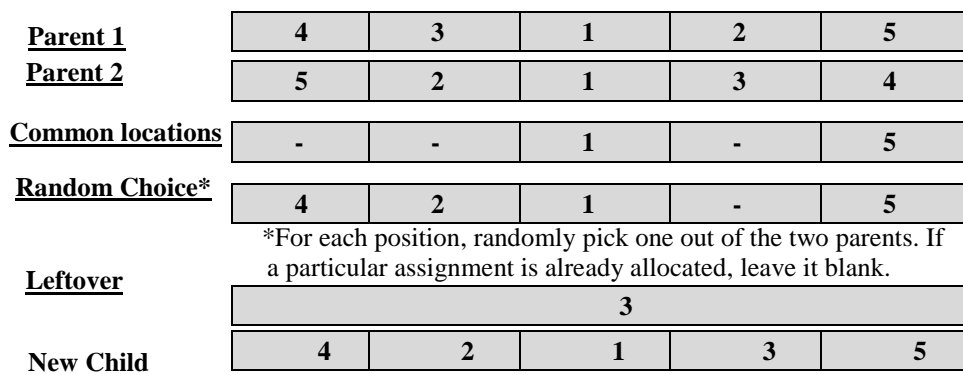 Parent 1 4 3 1 2 5
Parent 2 5 2 1 3 4
Common locations - - 1 - 5
Random Choice* 4 2 1 - 5
*For each position, randomly pick one out of the two parents. If
a particular assignment is already allocated, leave it blank.
Leftover
3
New Child 4 2 1 3 5